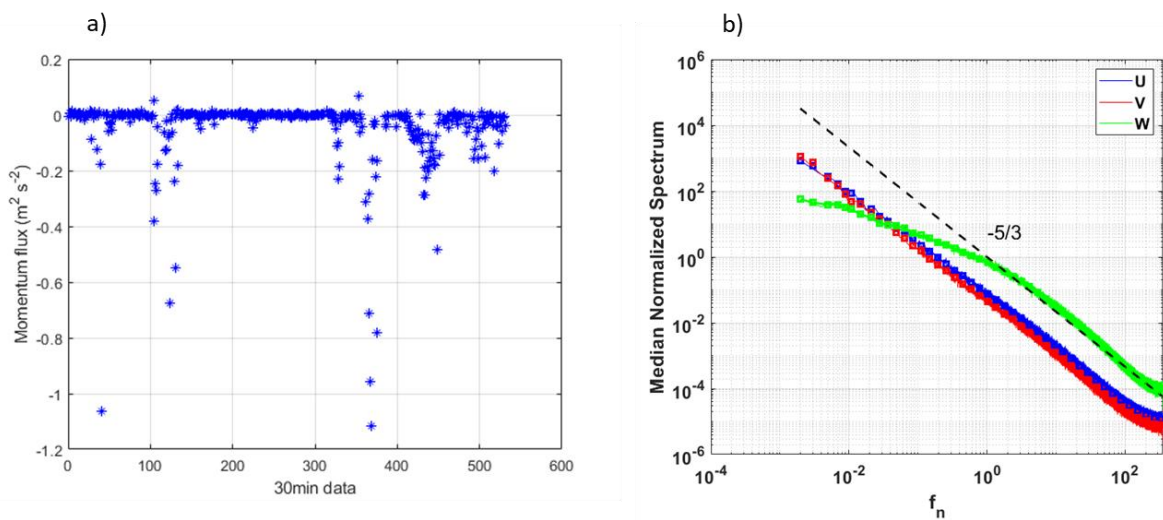 a)
0.2
0
-0.2
-0.4
-0.6
-0.8
-1
-1.2
Momentum flux (m² s⁻²)
0 100 200 300 400 500 600
30min data
b)
10⁶
10⁴
10²
10⁰
10⁻²
10⁻⁴
10⁻⁶
Median Normalized Spectrum
U
V
W
-5/3
10⁻⁴ 10⁻² 10⁰ 10²
fₙ